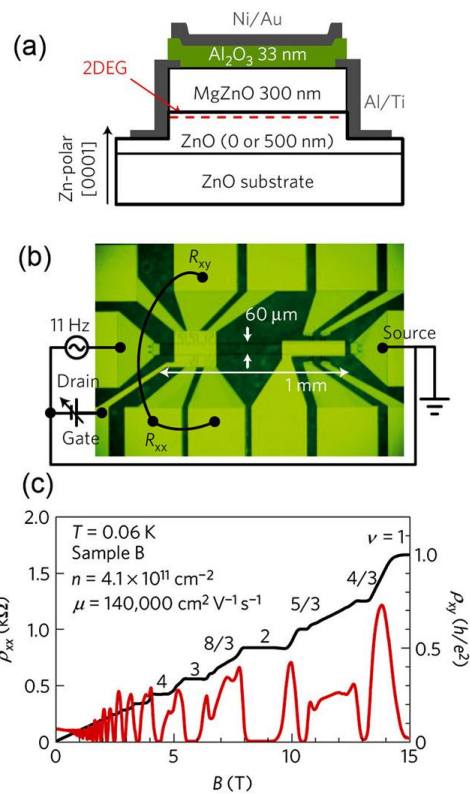 (a)
Ni/Au
Al₂O₃ 33 nm
2DEG
MgZnO 300 nm
Al/Ti
ZnO (0 or 500 nm)
Zn-polar
[0001]
ZnO substrate
(b)
Rxy
11 Hz
60 μm
Source
Drain
1 mm
Gate
Rxx
(c)
2.0
T = 0.06 K
Sample B
n = 4.1 × 10¹¹ cm⁻²
μ = 140,000 cm² V⁻¹ s⁻¹
ν = 1
4/3
5/3
2
8/3
3
4
1.5
1.0
0.5
0
ρxx (kΩ)
1.0
0.5
0
ρxy (h/e²)
0
5
10
15
B (T)